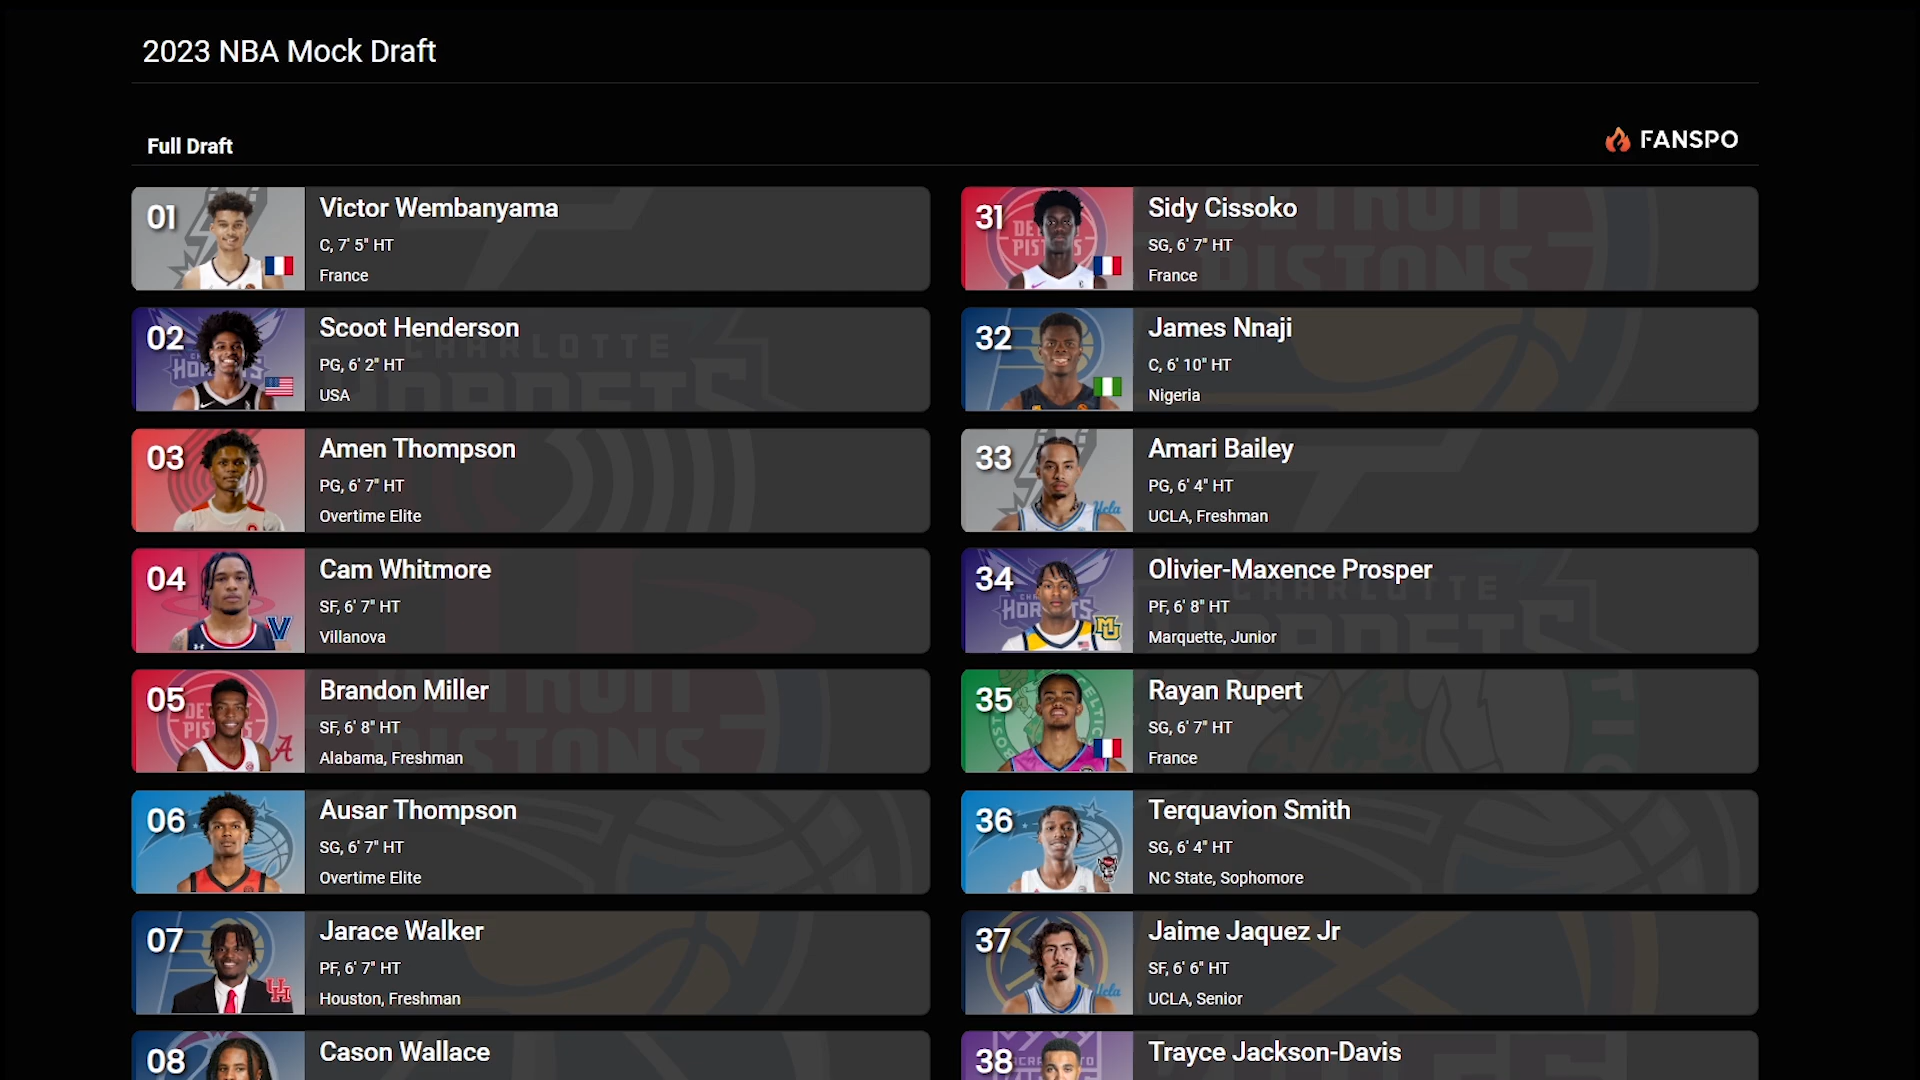 2023 NBA Mock Draft
Full Draft
FANSPO
01
Victor Wembanyama
C, 7' 5" HT
France
02
Scoot Henderson
PG, 6' 2" HT
USA
03
Amen Thompson
PG, 6' 7" HT
Overtime Elite
04
Cam Whitmore
SF, 6' 7" HT
Villanova
05
Brandon Miller
SF, 6' 8" HT
Alabama, Freshman
06
Ausar Thompson
SG, 6' 7" HT
Overtime Elite
07
Jarace Walker
PF, 6' 7" HT
Houston, Freshman
08
Cason Wallace
31
Sidy Cissoko
SG, 6' 7" HT
France
DETROIT
PISTONS
32
James Nnaji
C, 6' 10" HT
Nigeria
33
Amari Bailey
PG, 6' 4" HT
UCLA, Freshman
34
Olivier-Maxence Prosper
PF, 6' 8" HT
Marquette, Junior
35
Rayan Rupert
SG, 6' 7" HT
France
36
Terquavion Smith
SG, 6' 4" HT
NC State, Sophomore
37
Jaime Jaquez Jr
SF, 6' 6" HT
UCLA, Senior
38
Trayce Jackson-Davis